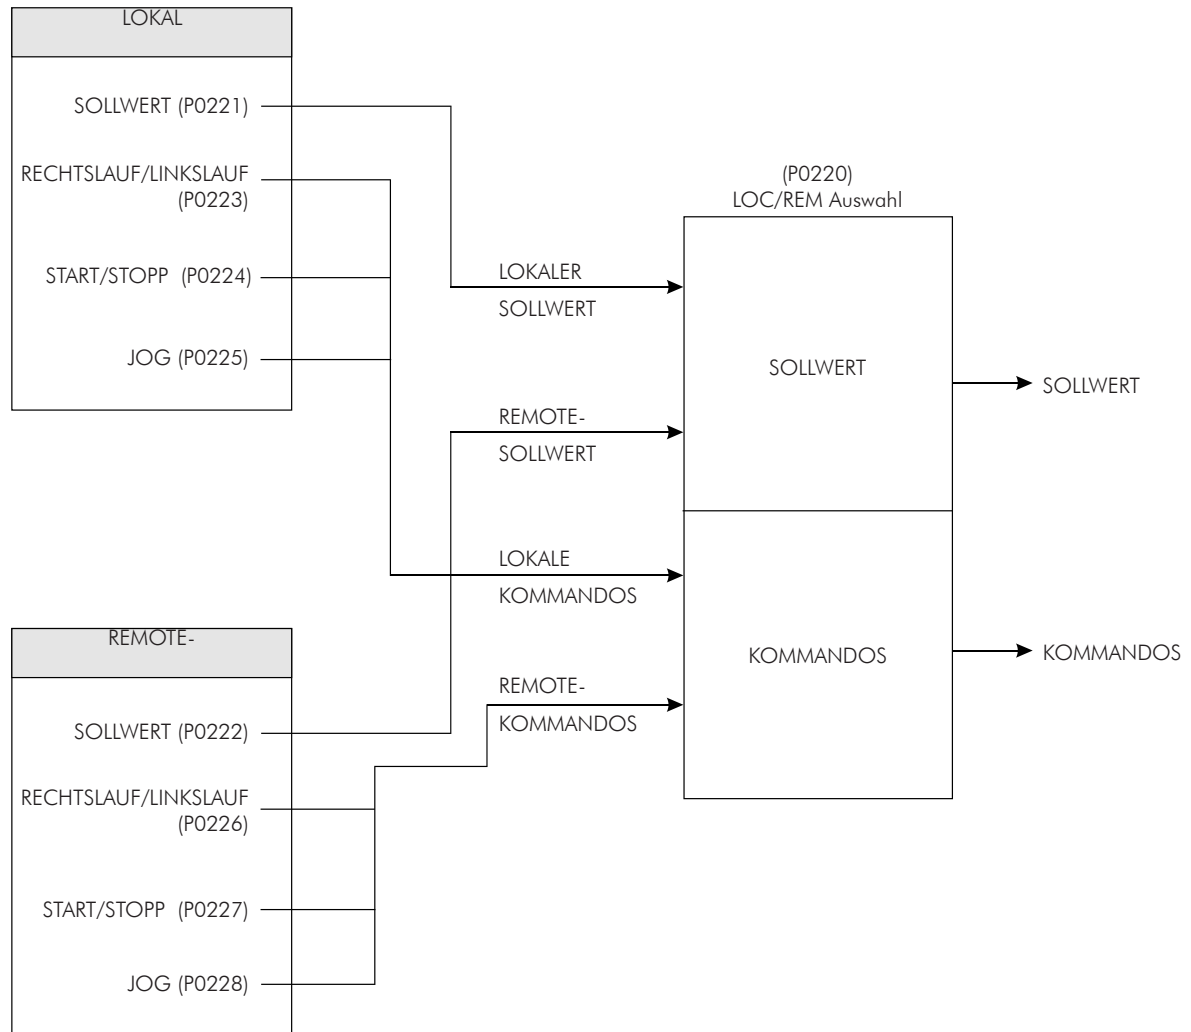 LOKAL
SOLLWERT (P0221)
RECHTSLAUF/LINKSLAUF
(P0223)
START/STOPP (P0224)
JOG (P0225)
REMOTE-
SOLLWERT (P0222)
RECHTSLAUF/LINKSLAUF
(P0226)
START/STOPP (P0227)
JOG (P0228)
LOKALER
SOLLWERT
REMOTE-
SOLLWERT
LOKALE
KOMMANDOS
REMOTE-
KOMMANDOS
(P0220)
LOC/REM Auswahl
SOLLWERT
KOMMANDOS
SOLLWERT
KOMMANDOS